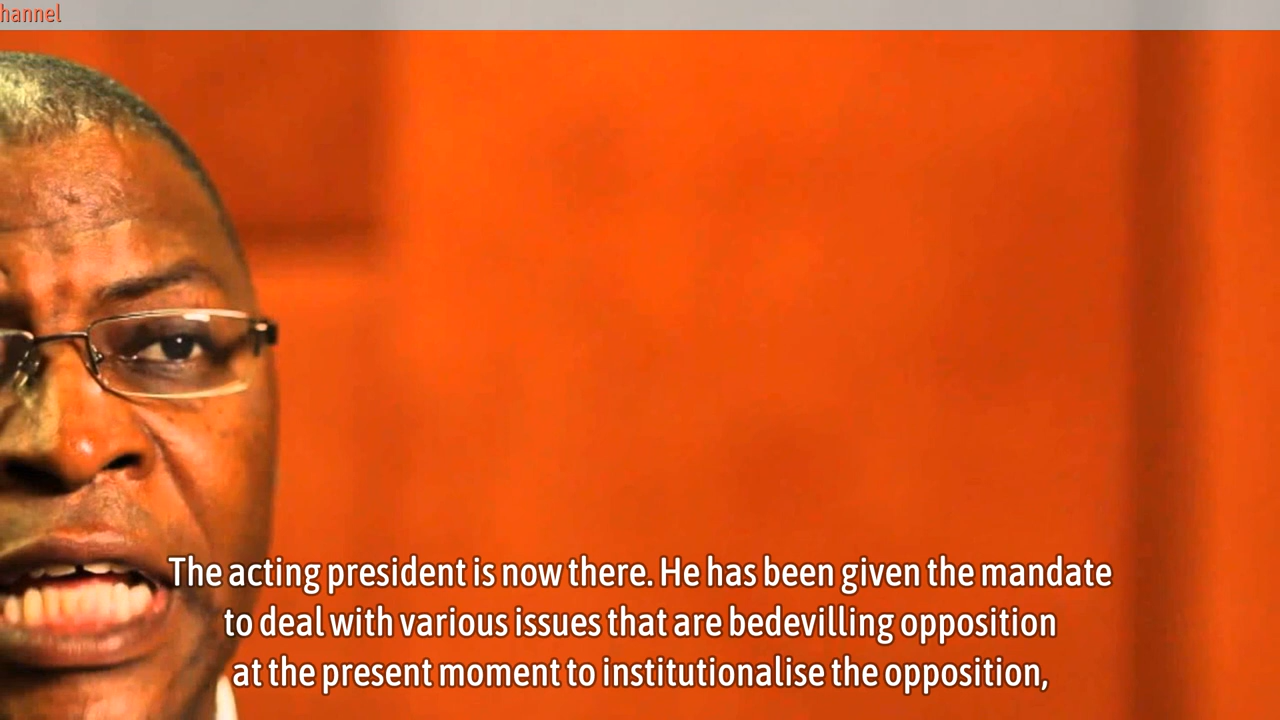 hannel
The acting president is now there. He has been given the mandate
to deal with various issues that are bedevilling opposition
at the present moment to institutionalise the opposition,